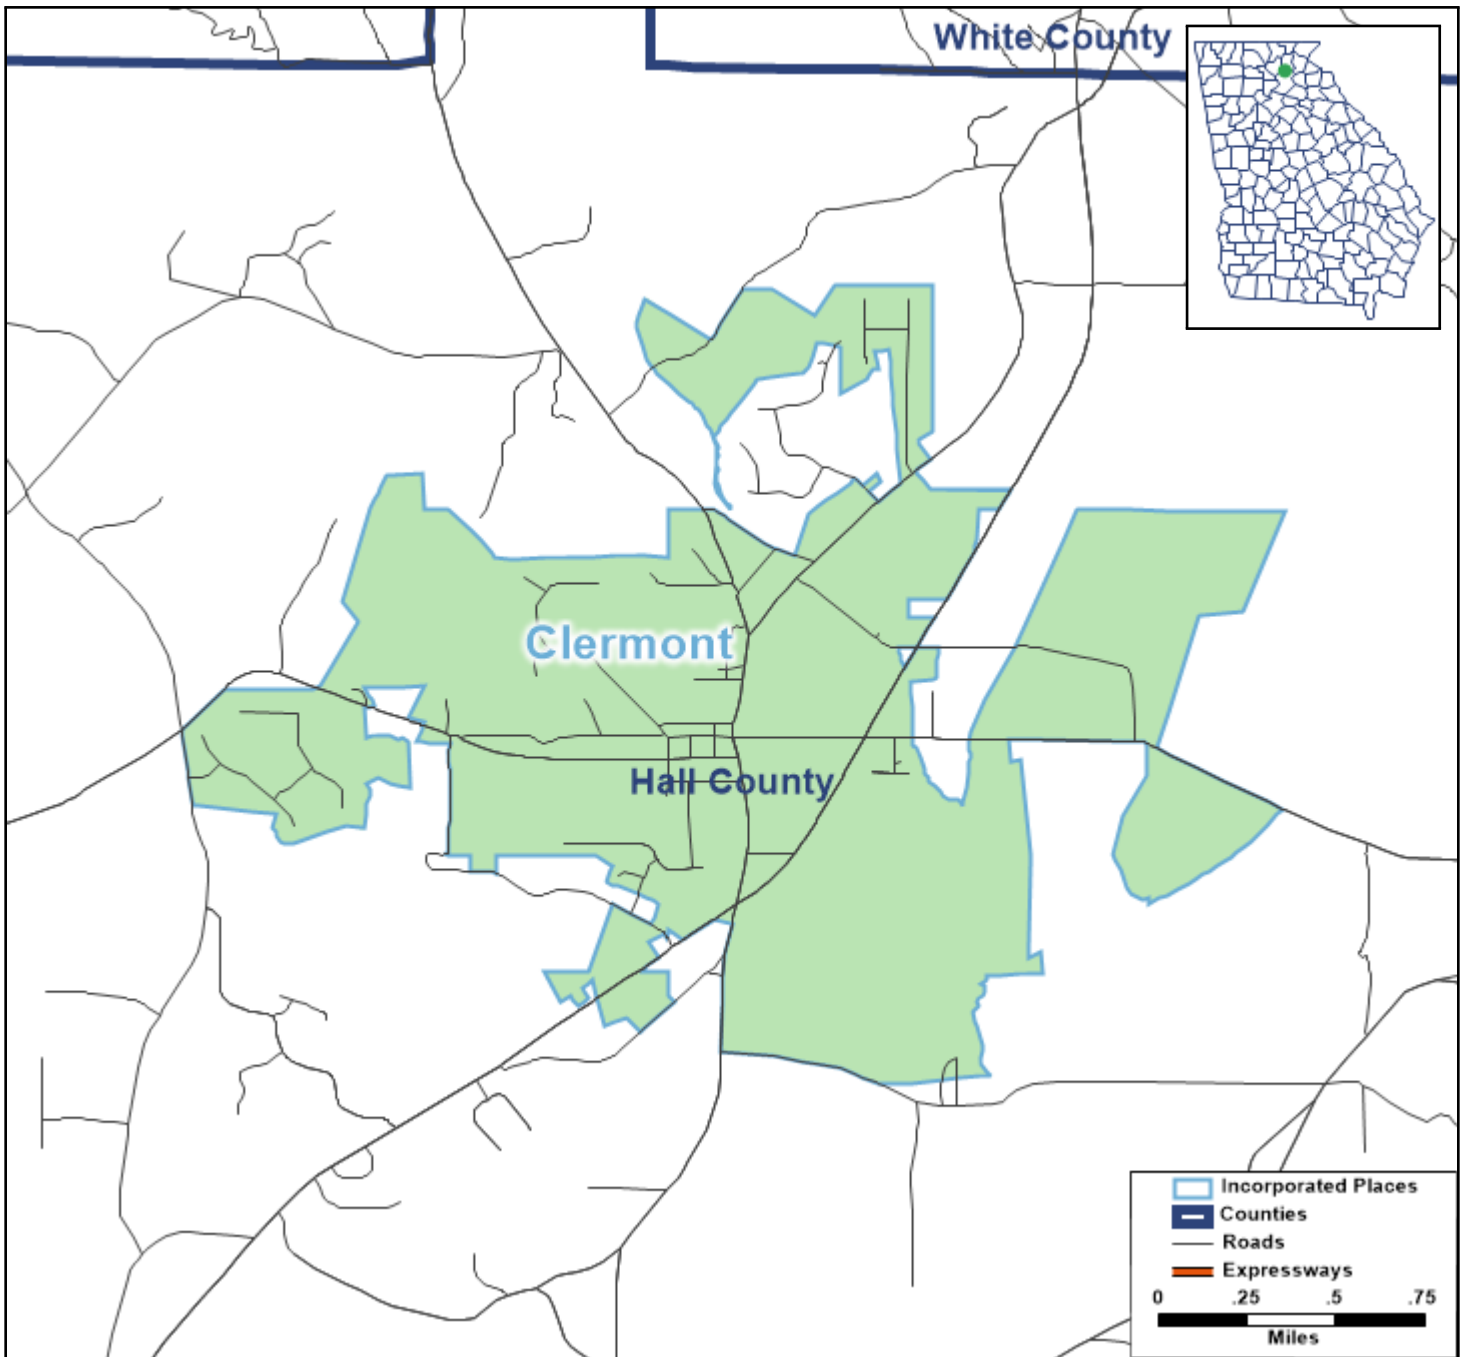 White County
Clermont
Hall County
Incorporated Places
Counties
Roads
Expressways
0 .25 .5 .75
Miles